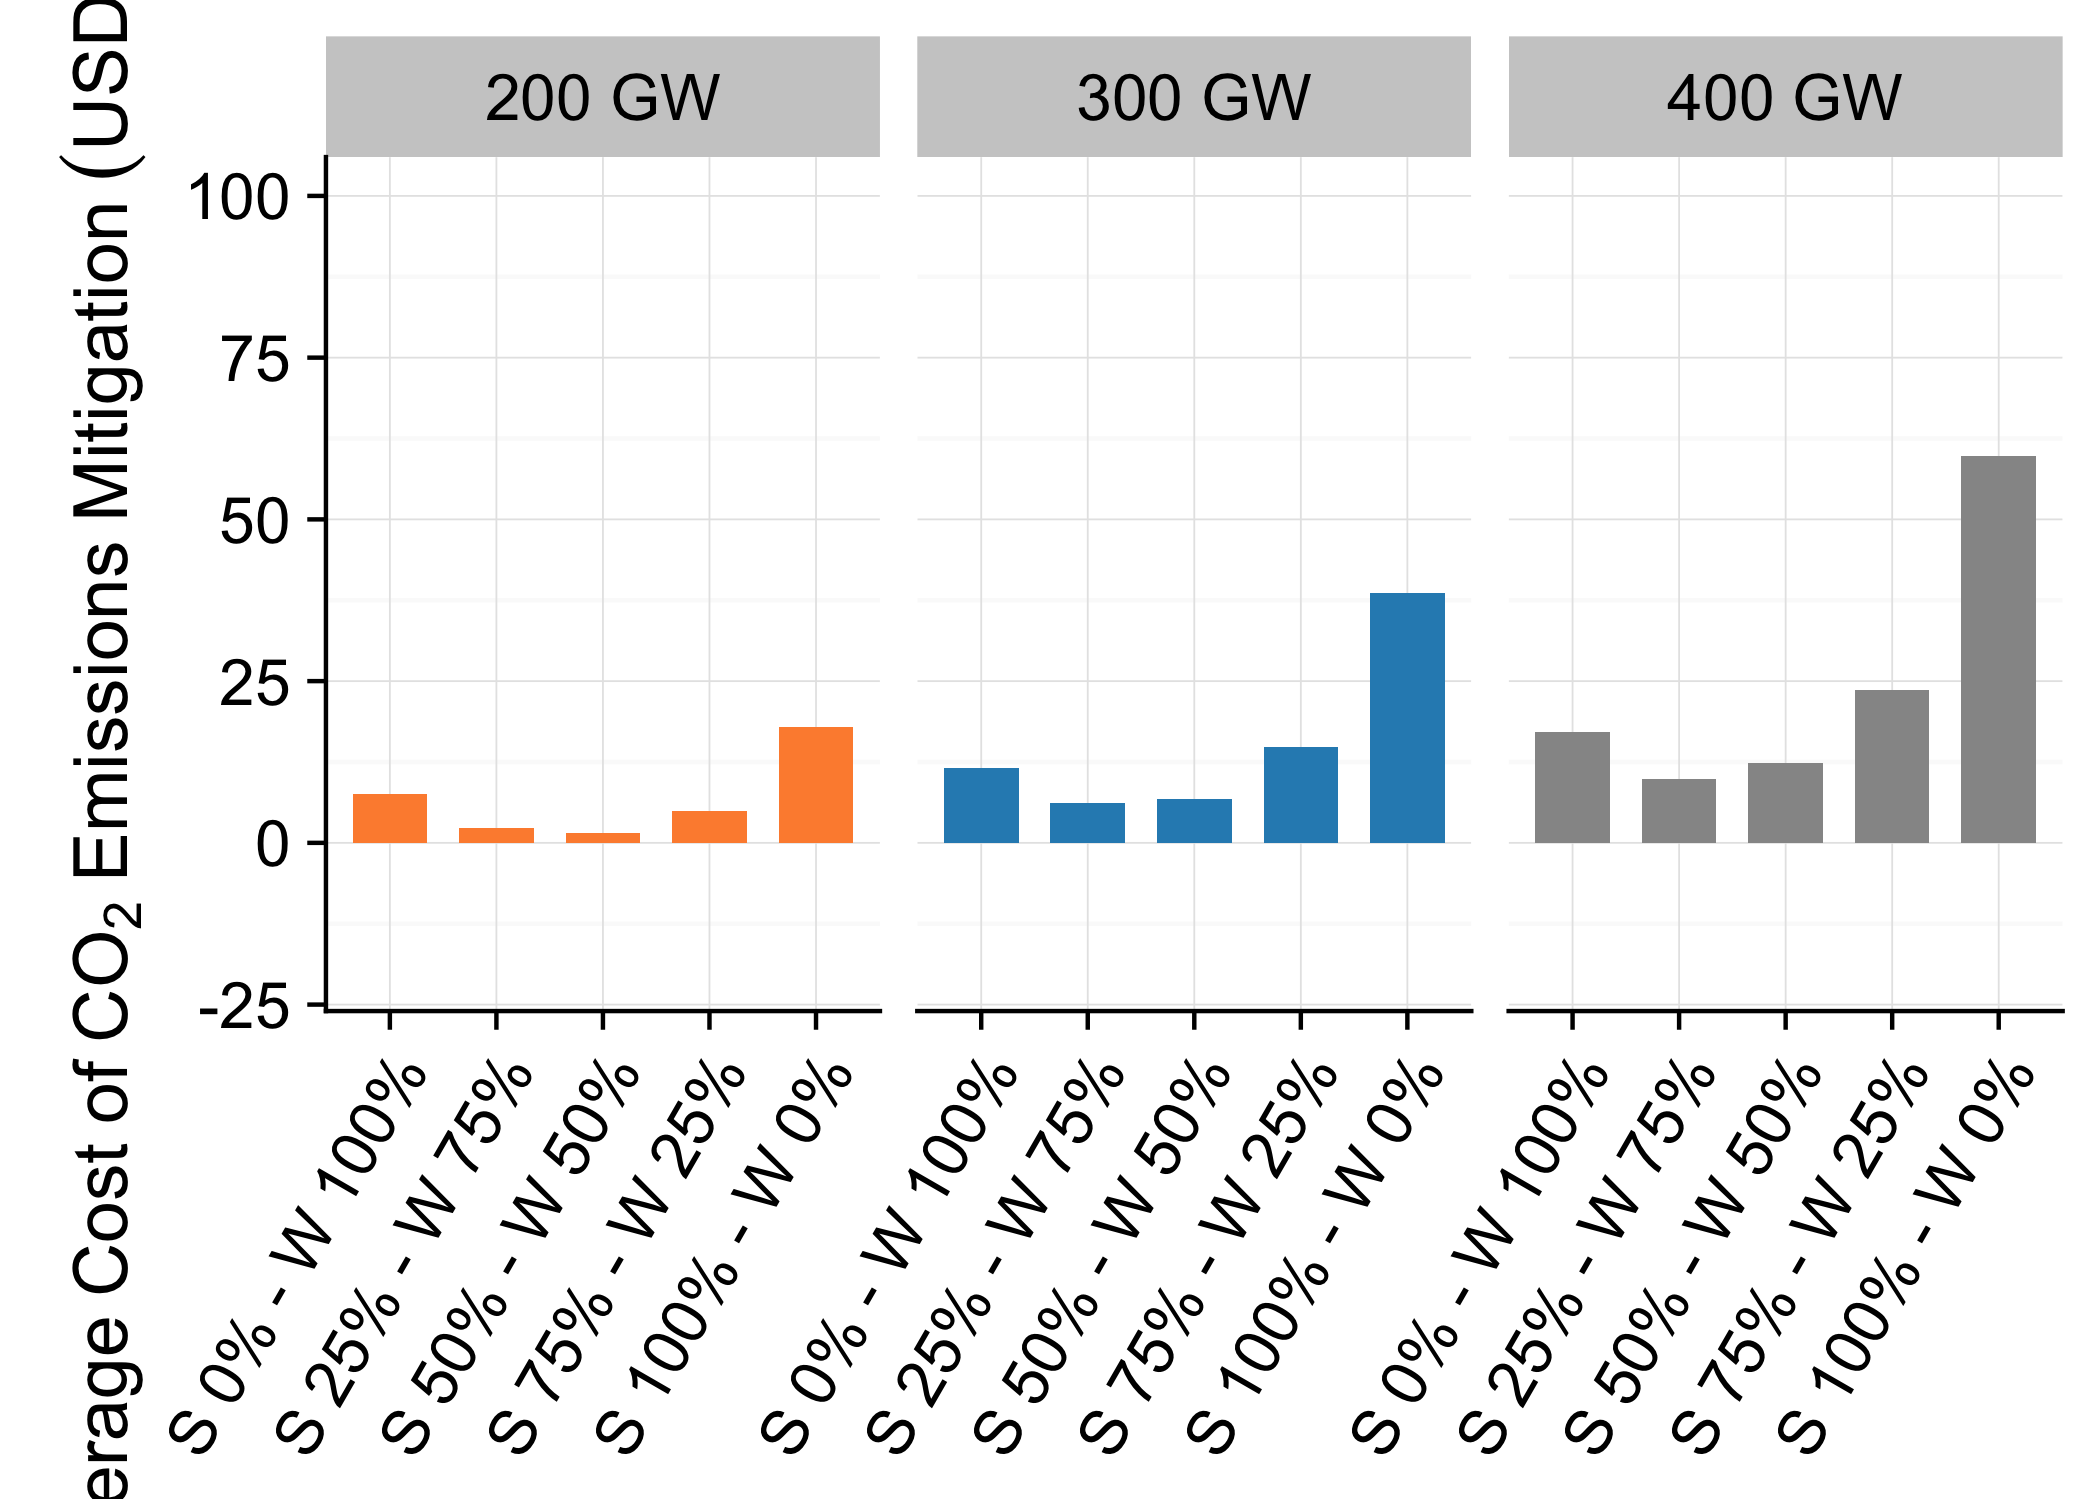 200 GW
300 GW
400 GW
erage Cost of CO₂ Emissions Mitigation (USD
100
75
50
25
0
-25
S 0% - W 100%
S 25% - W 75%
S 50% - W 50%
S 75% - W 25%
S 100% - W 0%
S 0% - W 100%
S 25% - W 75%
S 50% - W 50%
S 75% - W 25%
S 100% - W 0%
S 0% - W 100%
S 25% - W 75%
S 50% - W 50%
S 75% - W 25%
S 100% - W 0%